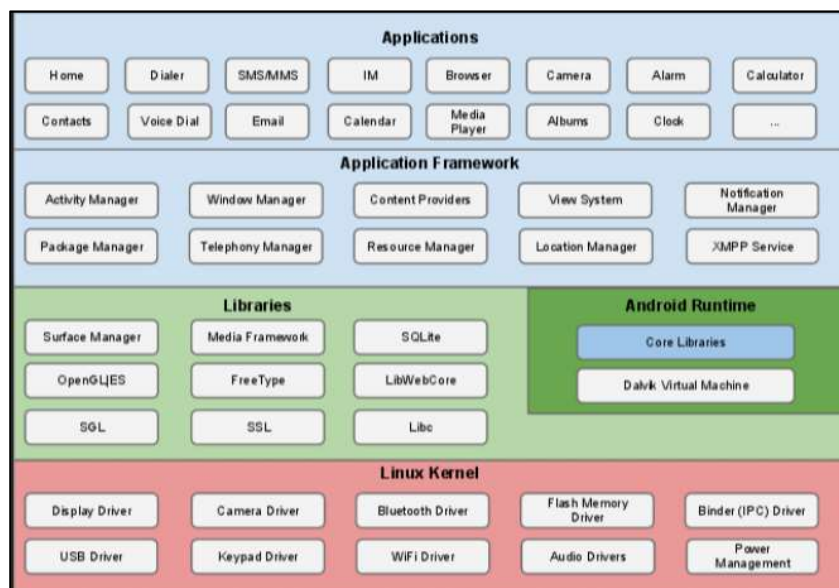 Applications
Home
Dialer
SMS/MMS
IM
Browser
Camera
Alarm
Calculator
Contacts
Voice Dial
Email
Calendar
Media
Player
Albums
Clock
...
Application Framework
Activity Manager
Window Manager
Content Providers
View System
Notification
Manager
Package Manager
Telephony Manager
Resource Manager
Location Manager
XMPP Service
Libraries
Surface Manager
Media Framework
SQLite
OpenGL|ES
FreeType
LibWebCore
SGL
SSL
Libc
Android Runtime
Core Libraries
Dalvik Virtual Machine
Linux Kernel
Display Driver
Camera Driver
Bluetooth Driver
Flash Memory
Driver
Binder (IPC) Driver
USB Driver
Keypad Driver
WiFi Driver
Audio Drivers
Power
Management